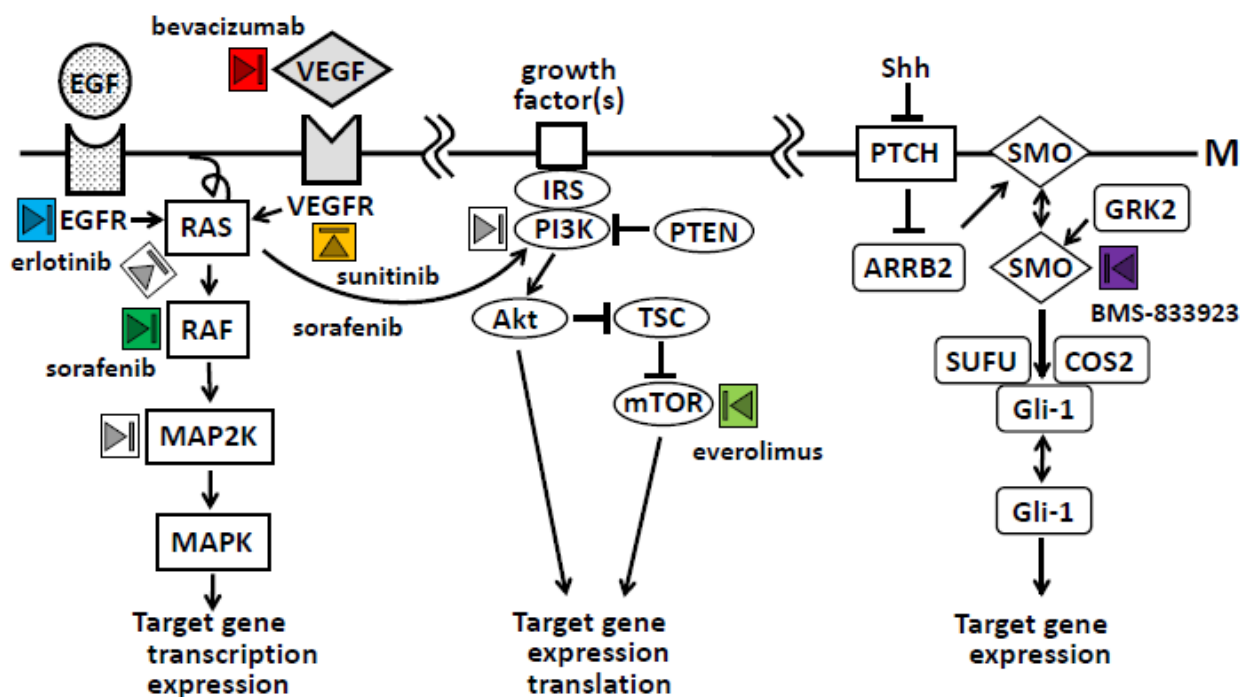 bevacizumab
EGF
VEGF
growth
factor(s)
Shh
PTCH
SMO
M
IRS
EGFR
RAS
VEGFR
PI3K
PTEN
ARRB2
SMO
GRK2
erlotinib
sunitinib
BMS-833923
RAF
sorafenib
Akt
TSC
sorafenib
SUFU
COS2
mTOR
Gli-1
MAP2K
everolimus
Gli-1
MAPK
Target gene
transcription
expression
Target gene
expression
translation
Target gene
expression